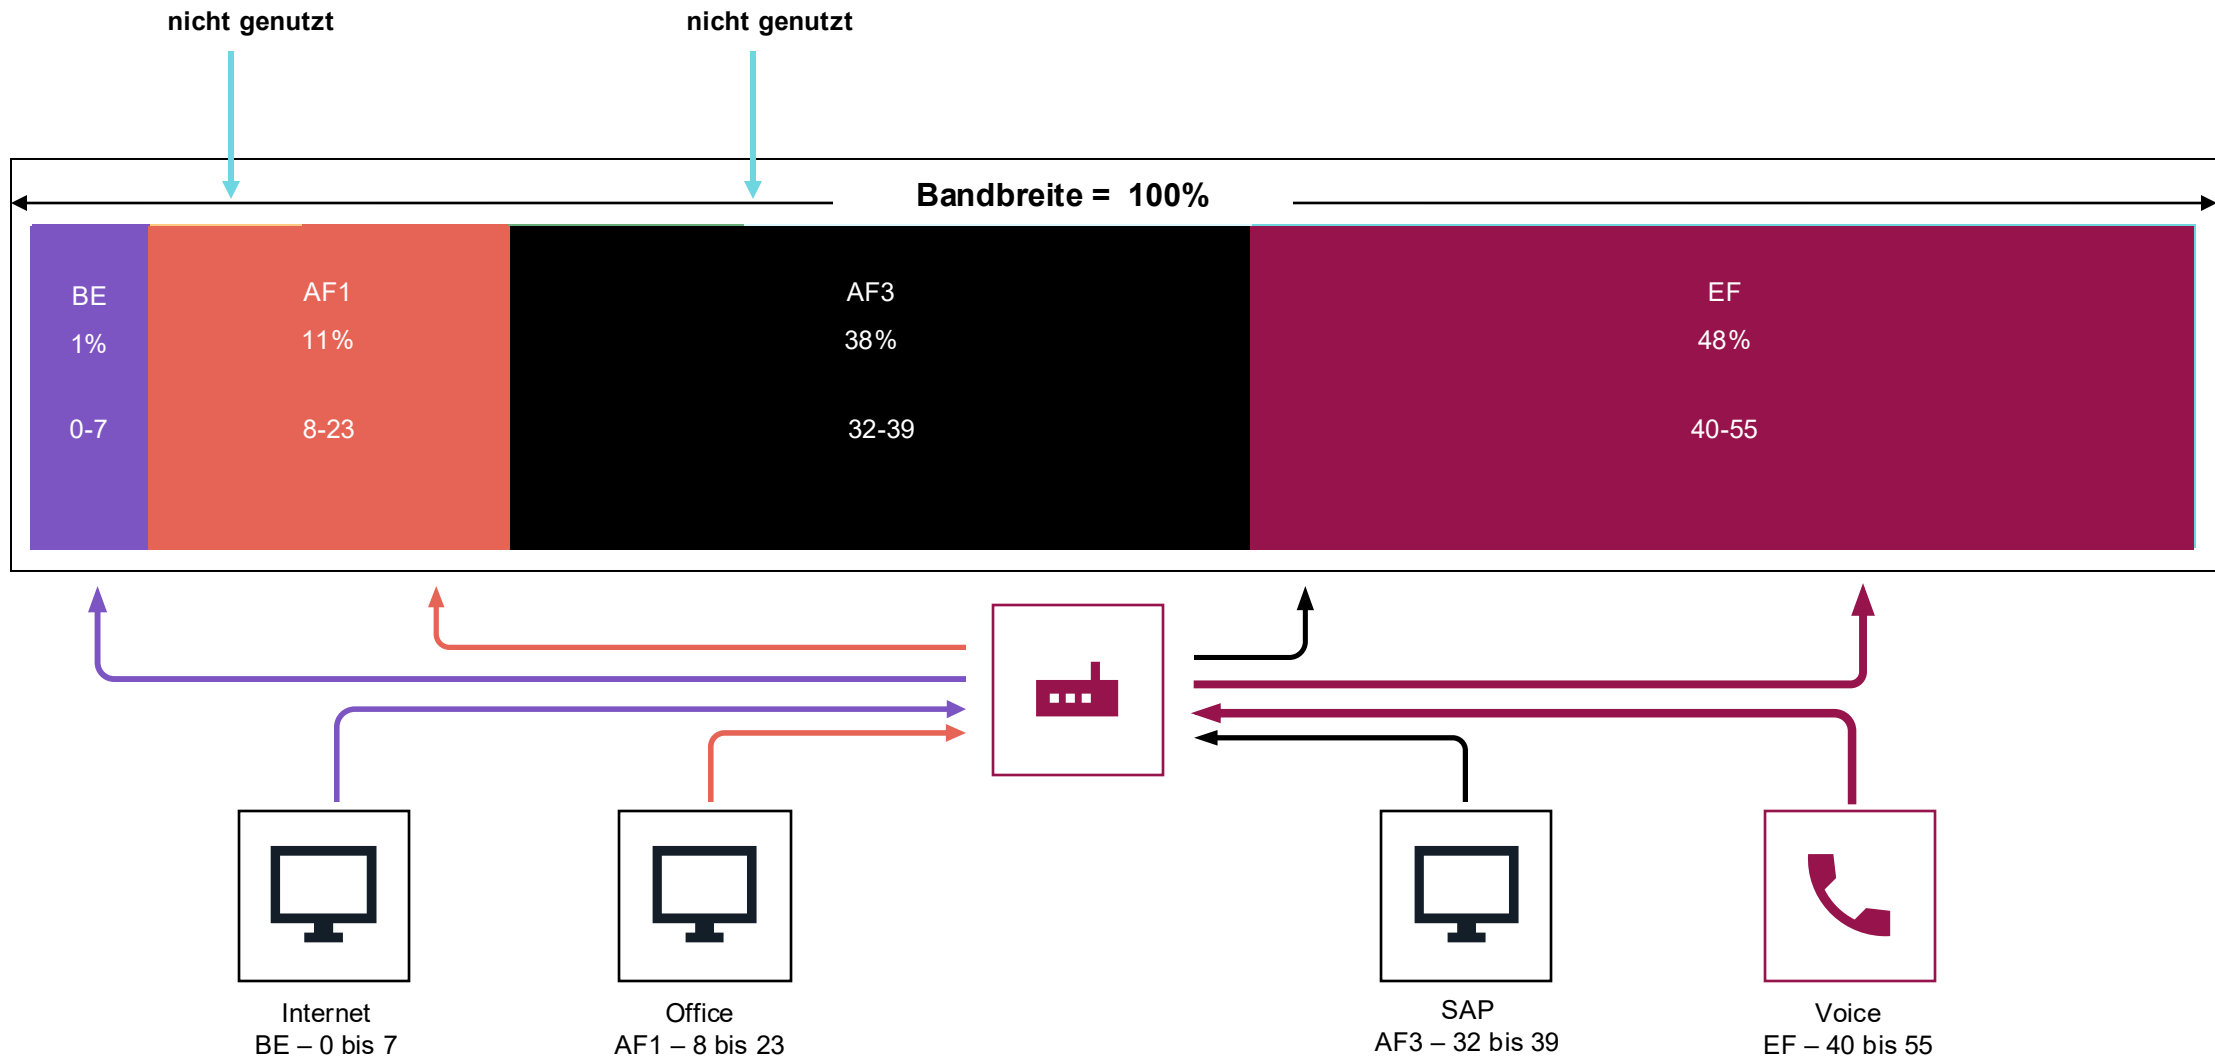 nicht genutzt
nicht genutzt
Bandbreite = 100%
BE
1%
0-7
AF1
11%
8-23
AF3
38%
32-39
EF
48%
40-55
Internet
BE – 0 bis 7
Office
AF1 – 8 bis 23
SAP
AF3 – 32 bis 39
Voice
EF – 40 bis 55